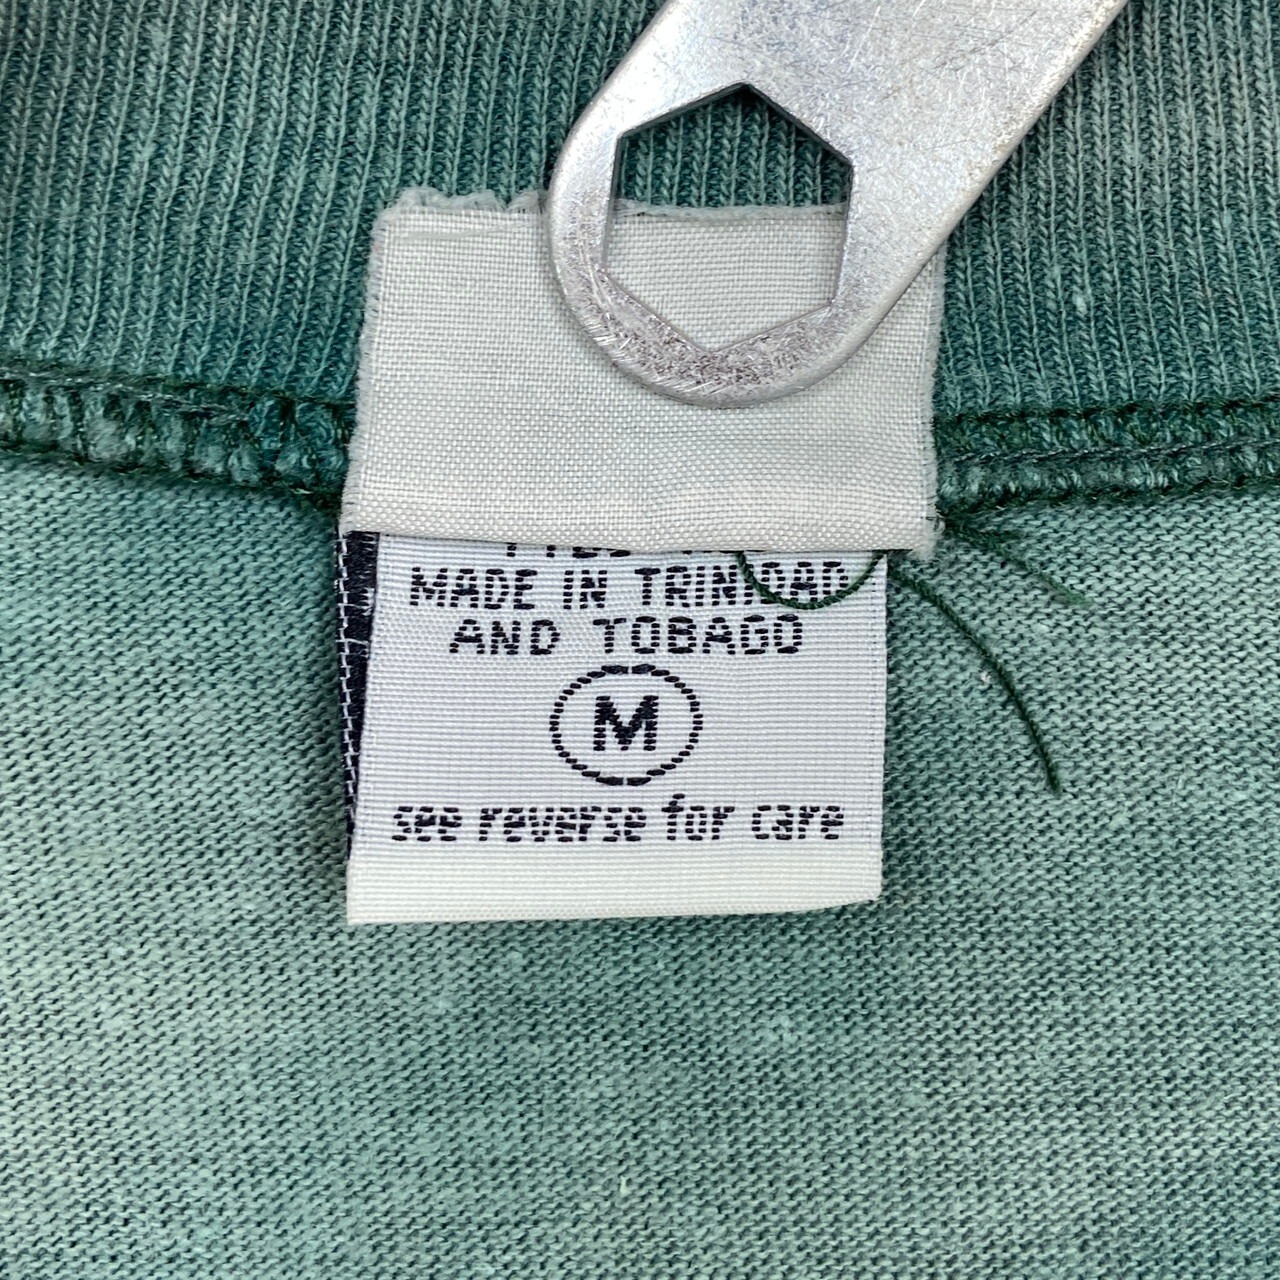 MADE IN TRINIDAD
AND TOBAGO
M
see reverse for care